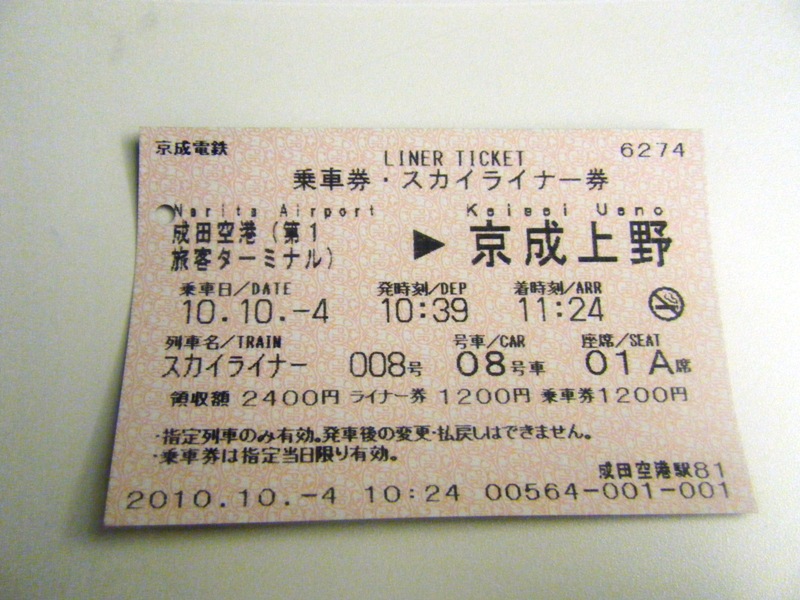 京成電鉄
LINER TICKET 6274
乗車券・スカイライナー券
Narita Airport Keisei Ueno
成田空港(第1
旅客ターミナル) ▶ 京成上野
乗車日/DATE 発時刻/DEP 着時刻/ARR
10.10.-4 10:39 11:24
列車名/TRAIN 号車/CAR 座席/SEAT
スカイライナー 008号 08号車 01A席
領収額 2400円 ライナー券 1200円 乗車券1200円
・指定列車のみ有効。発車後の変更・払戻しはできません。
・乗車券は指定当日限り有効。
成田空港駅81
2010.10.-4 10:24 00564-001-001